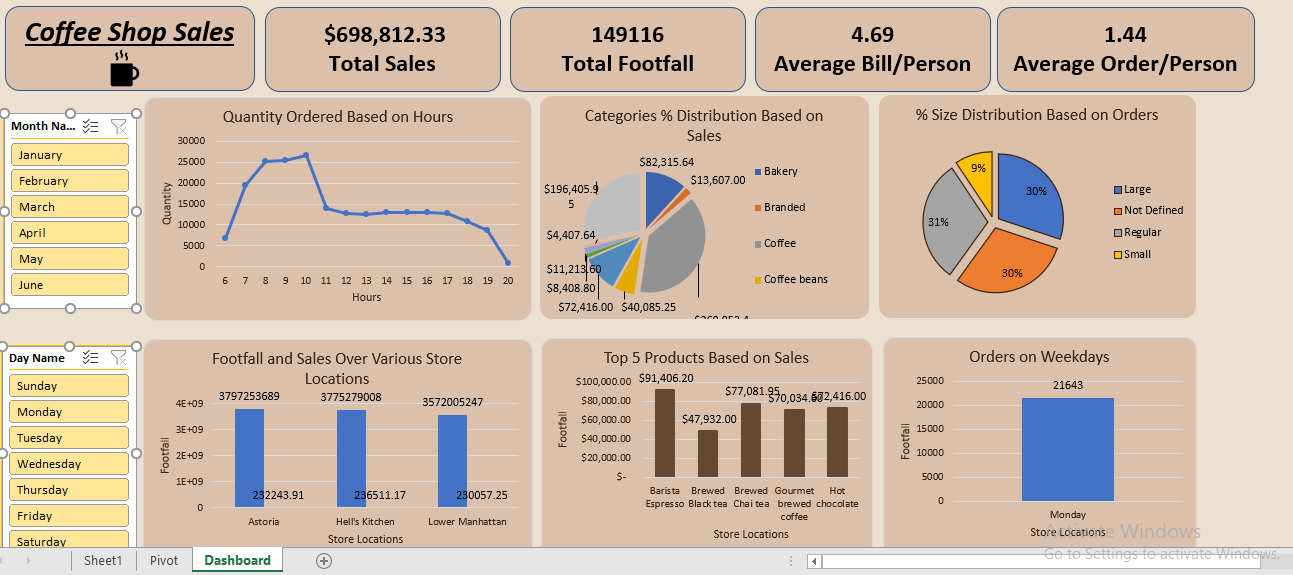 Coffee Shop Sales
$698,812.33
Total Sales
149116
Total Footfall
4.69
Average Bill/Person
1.44
Average Order/Person
Month Na...
January
February
March
April
May
June
Quantity Ordered Based on Hours
30000
25000
20000
15000
10000
5000
0
Quantity
6 7 8 9 10 11 12 13 14 15 16 17 18 19 20
Hours
Categories % Distribution Based on
Sales
$82,315.64
$13,607.00
$196,405.9
5
$4,407.64
$11,213.60
$8,408.80
$72,416.00
$40,085.25
Bakery
Branded
Coffee
Coffee beans
% Size Distribution Based on Orders
9%
30%
31%
30%
Large
Not Defined
Regular
Small
Day Name
Sunday
Monday
Tuesday
Wednesday
Thursday
Friday
Saturday
Footfall and Sales Over Various Store
Locations
3797253689
3775279008
3572005247
4E+09
3E+09
2E+09
1E+09
0
Footfall
232243.91
236511.17
230057.25
Astoria
Hell's Kitchen
Lower Manhattan
Store Locations
Top 5 Products Based on Sales
$100,000.00
$80,000.00
$60,000.00
$40,000.00
$20,000.00
$-
Footfall
$91,406.20
$47,932.00
$77,081.95
$70,034.60
$72,416.00
Barista
Espresso
Brewed
Black tea
Brewed
Chai tea
Gourmet
brewed
coffee
Hot
chocolate
Store Locations
Orders on Weekdays
25000
20000
15000
10000
5000
0
Footfall
21643
Monday
Store Locations
Activate Windows
Go to Settings to activate Windows.
Sheet1
Pivot
Dashboard